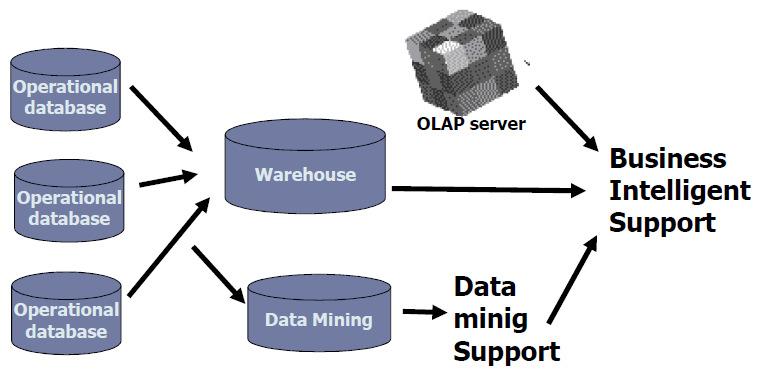 Operational
database
Operational
database
Operational
database
Warehouse
Data Mining
OLAP server
Data
minig
Support
Business
Intelligent
Support